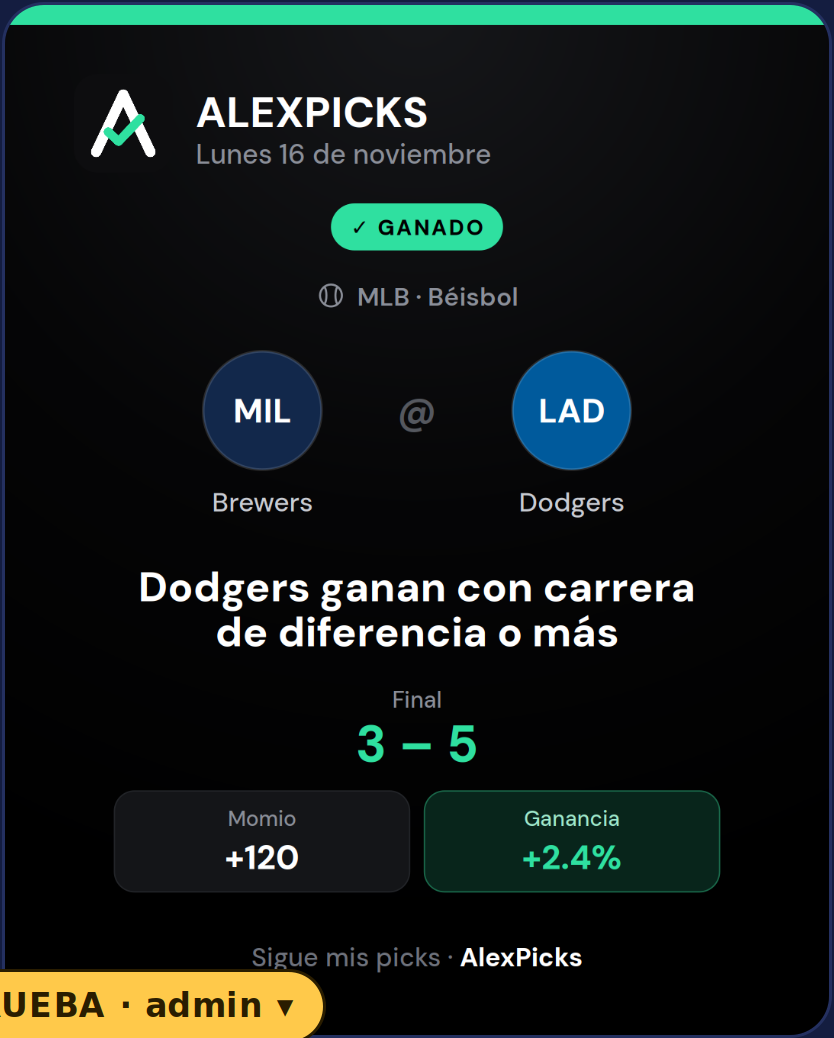 ALEXPICKS
Lunes 16 de noviembre
✓ GANADO
MLB · Béisbol
MIL @ LAD
Brewers Dodgers
Dodgers ganan con carrera
de diferencia o más
Final
3 – 5
Momio Ganancia
+120 +2.4%
Sigue mis picks · AlexPicks
UEBA · admin ▾